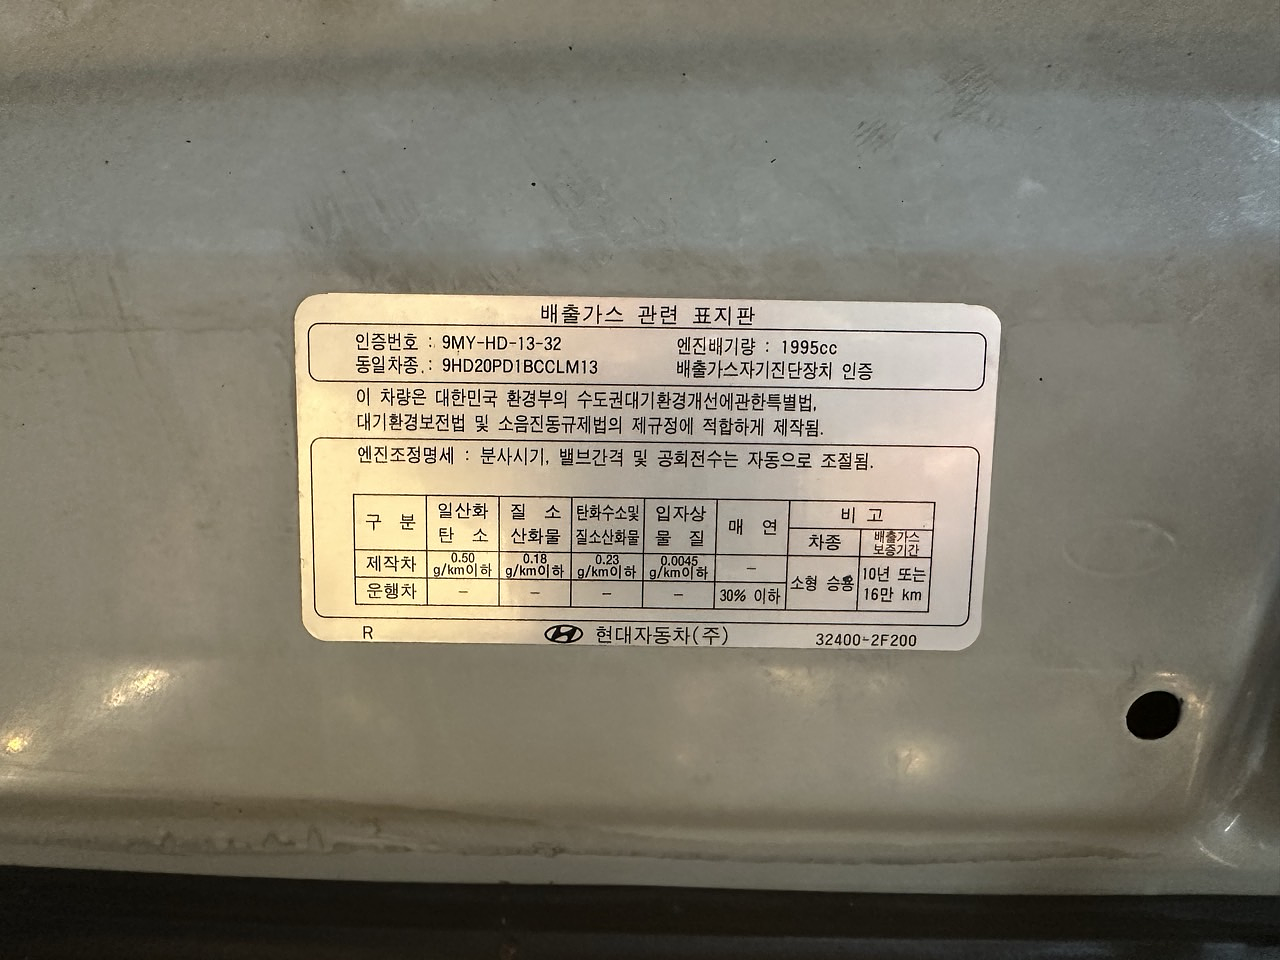 배출가스 관련 표지판
인증번호 : 9MY-HD-13-32 엔진배기량 : 1995cc
동일차종 : 9HD20PD1BCCLM13 배출가스자기진단장치 인증
이 차량은 대한민국 환경부의 수도권대기환경개선에관한특별법,
대기환경보전법 및 소음진동규제법의 제규정에 적합하게 제작됨.
엔진조정명세 : 분사시기, 밸브간격 및 공회전수는 자동으로 조절됨.
구 분 일산화 탄 소 질 소 산화물 탄화수소및 질소산화물 입자상 물 질 매 연 비 고
차종 배출가스 보증기간
제작차 0.50 g/km이하 0.18 g/km이하 0.23 g/km이하 0.0045 g/km이하 – 소형 승용 10년 또는 16만 km
운행차 – – – – 30% 이하
R 현대자동차(주) 32400-2F200